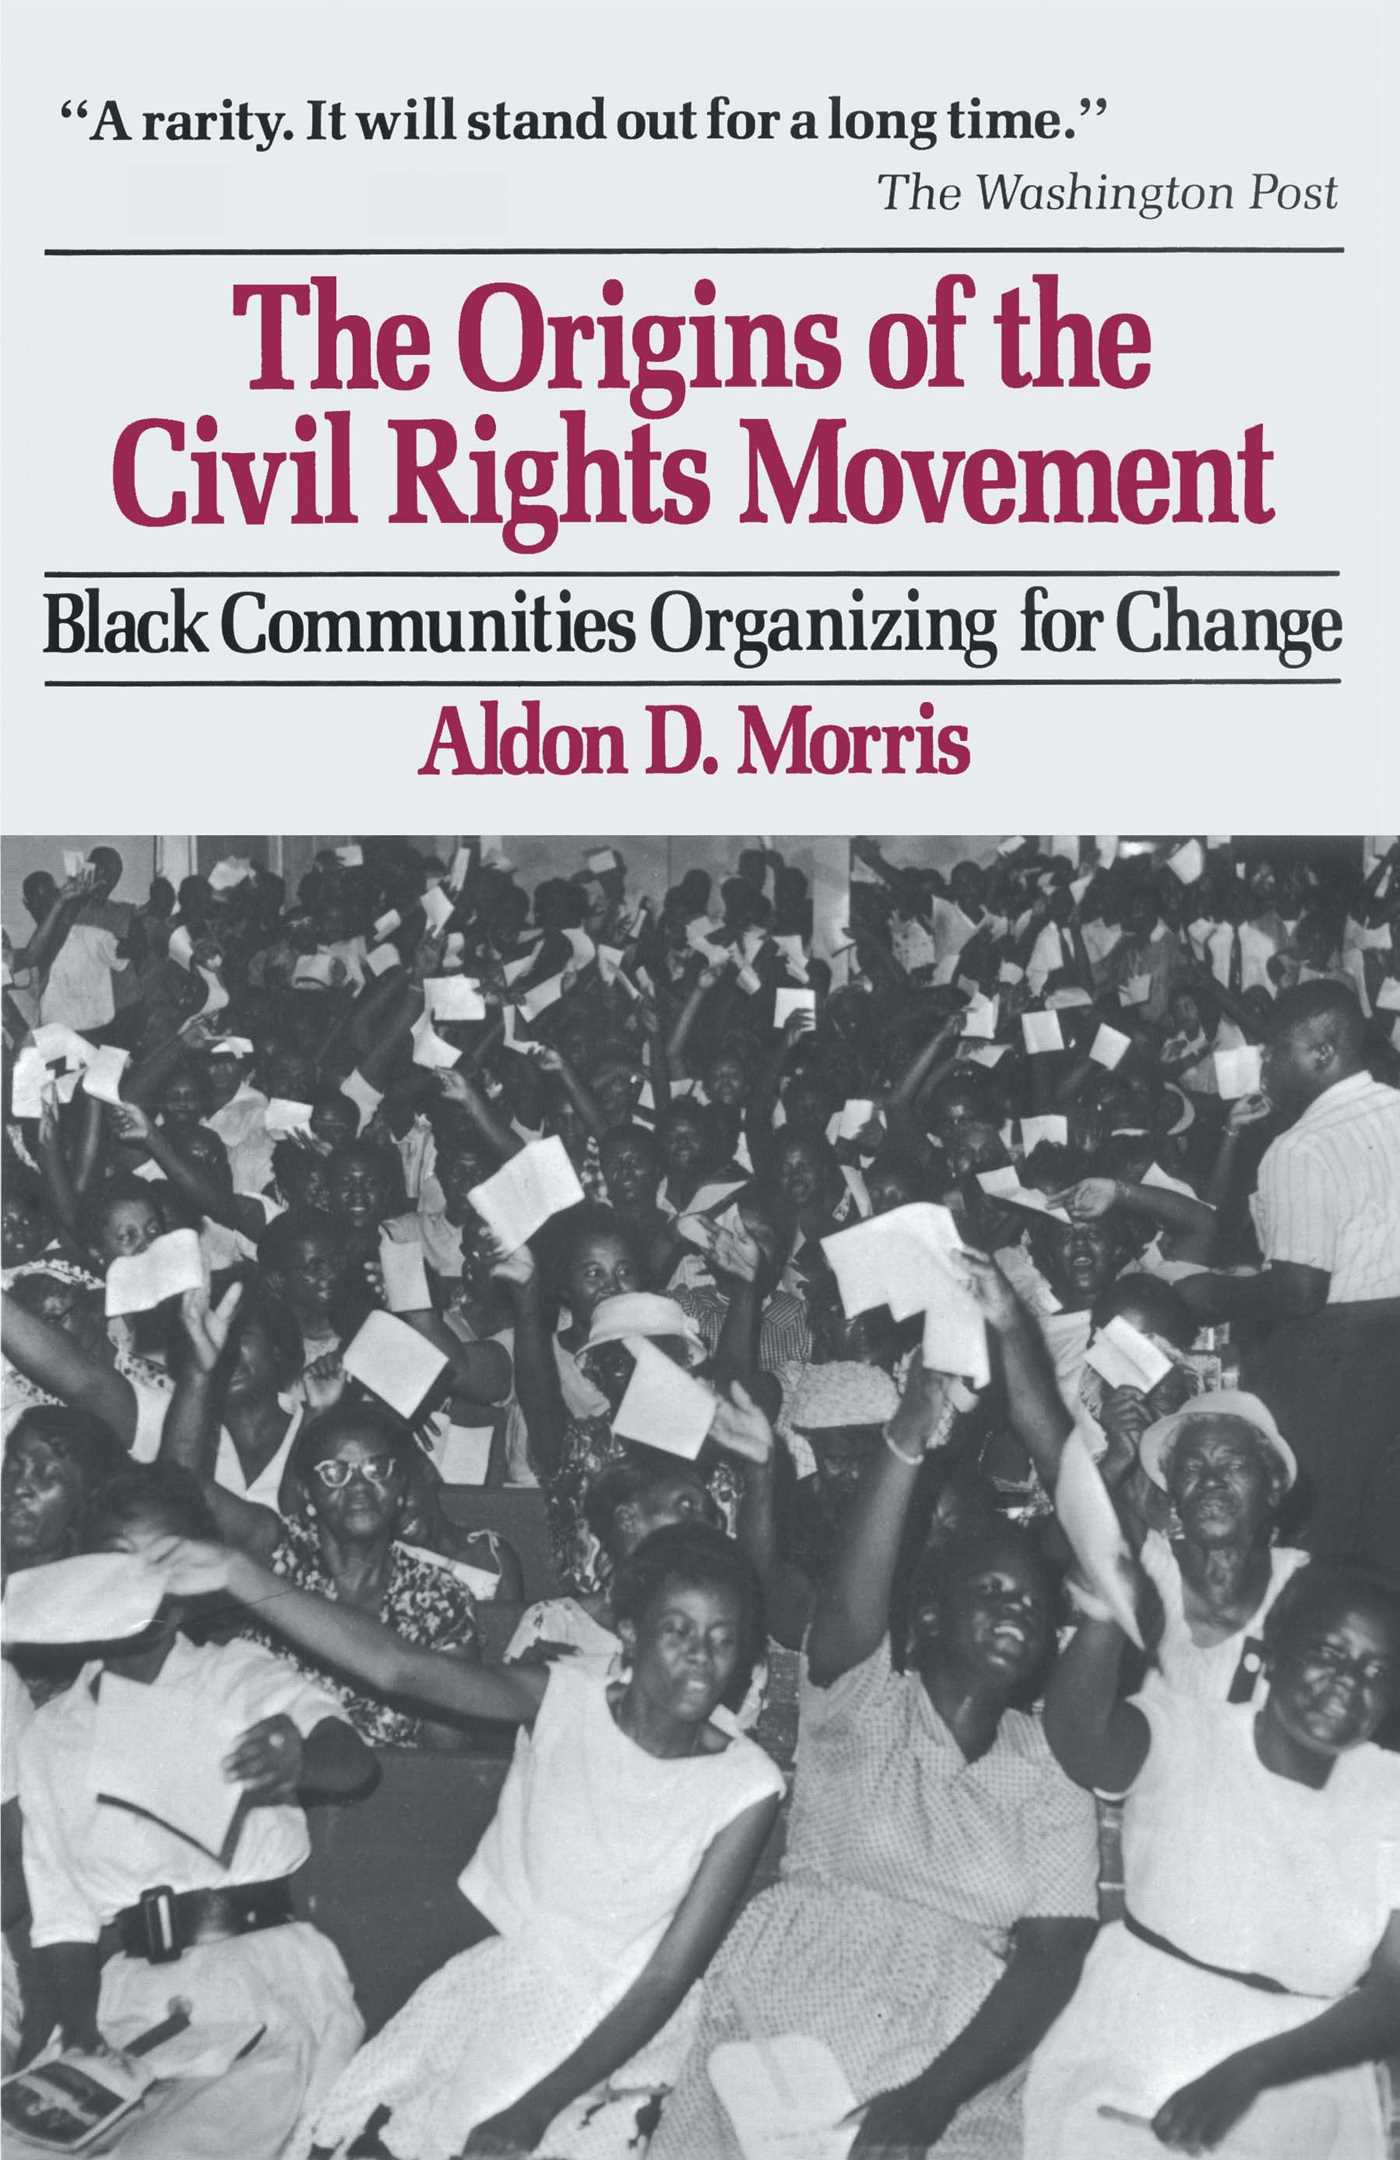 “A rarity. It will stand out for a long time.”
The Washington Post
The Origins of the
Civil Rights Movement
Black Communities Organizing for Change
Aldon D. Morris